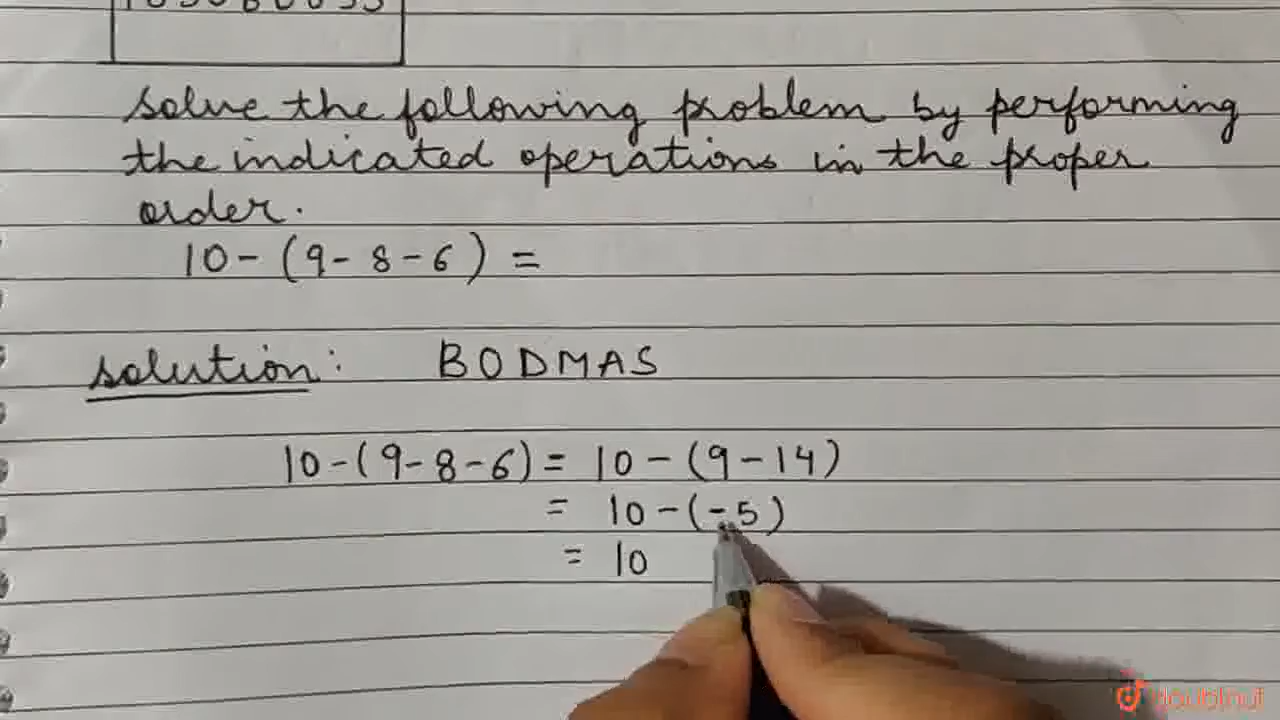 solve the following problem by performing
the indicated operations in the proper
order.
10-(9-8-6)=
solution: BODMAS
10-(9-8-6)= 10-(9-14)
= 10-(-5)
= 10
doubtnut